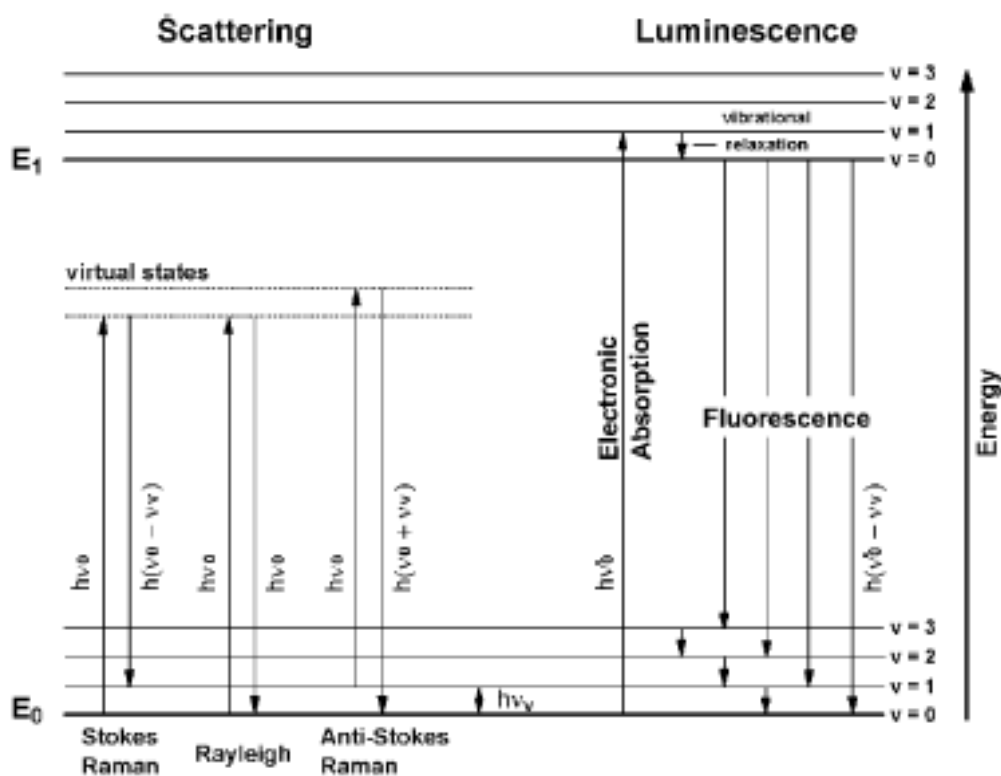 Scattering
Luminescence
v = 3
v = 2
vibrational
v = 1
relaxation
v = 0
E₁
virtual states
Electronic
Absorption
Fluorescence
Energy
hν₀
h(ν₀ – νv)
hν₀
hν₀
hν₀
h(ν₀ + νv)
h(ν₀ – νv)
v = 3
v = 2
v = 1
hνᵥ
E₀
v = 0
Stokes
Raman
Rayleigh
Anti-Stokes
Raman